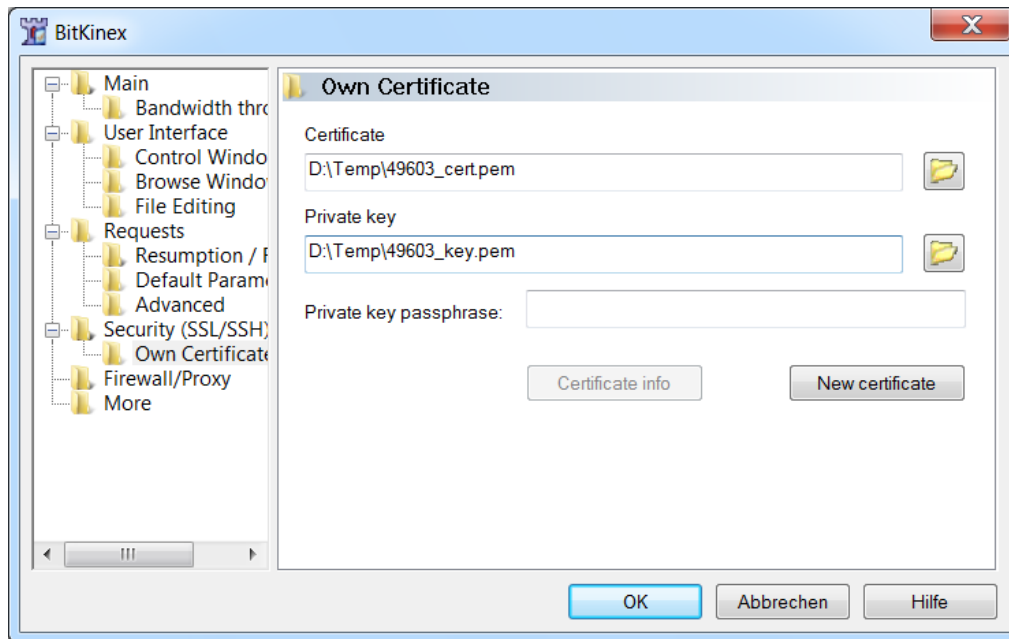 BitKinex
Main
Bandwidth thro
User Interface
Control Windo
Browse Windo
File Editing
Requests
Resumption / F
Default Param
Advanced
Security (SSL/SSH)
Own Certificate
Firewall/Proxy
More
Own Certificate
Certificate
D:\Temp\49603_cert.pem
Private key
D:\Temp\49603_key.pem
Private key passphrase:
Certificate info
New certificate
OK
Abbrechen
Hilfe